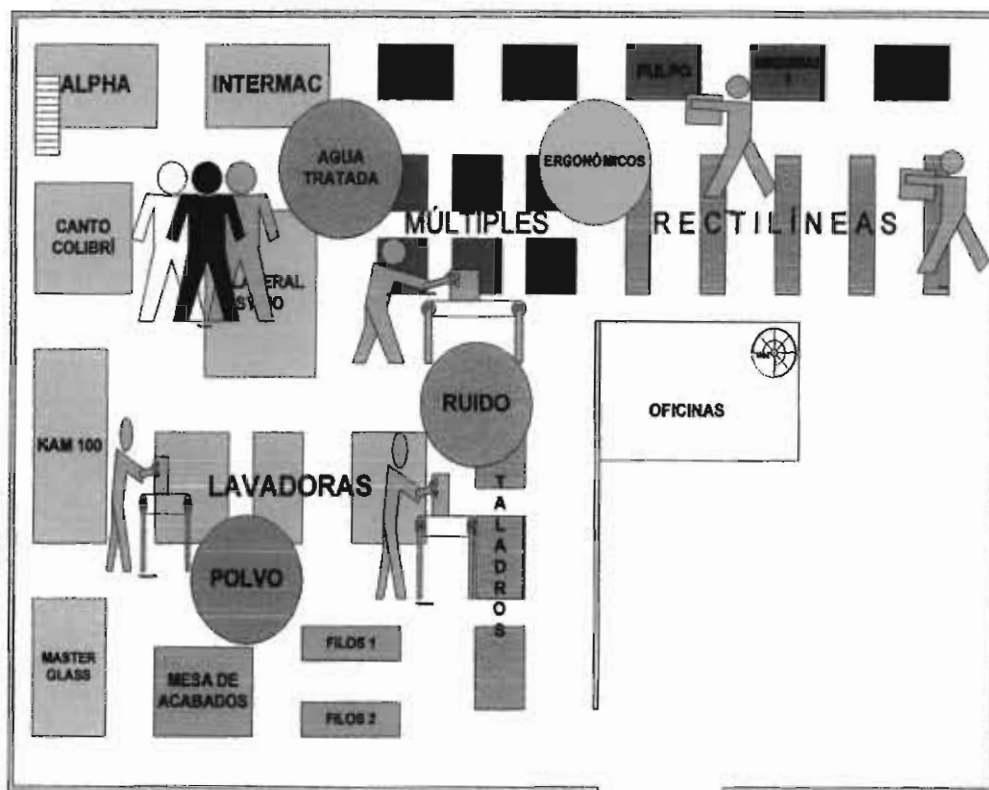 ALPHA
INTERMAC
PULPO
AGUA
TRATADA
ERGONÓMICOS
CANTO
COLIBRÍ
MÚLTIPLES
RECTILÍNEAS
RUIDO
OFICINAS
KAM 100
LAVADORAS
TALADROS
POLVO
FILOS 1
MASTER
GLASS
MESA DE
ACABADOS
FILOS 2